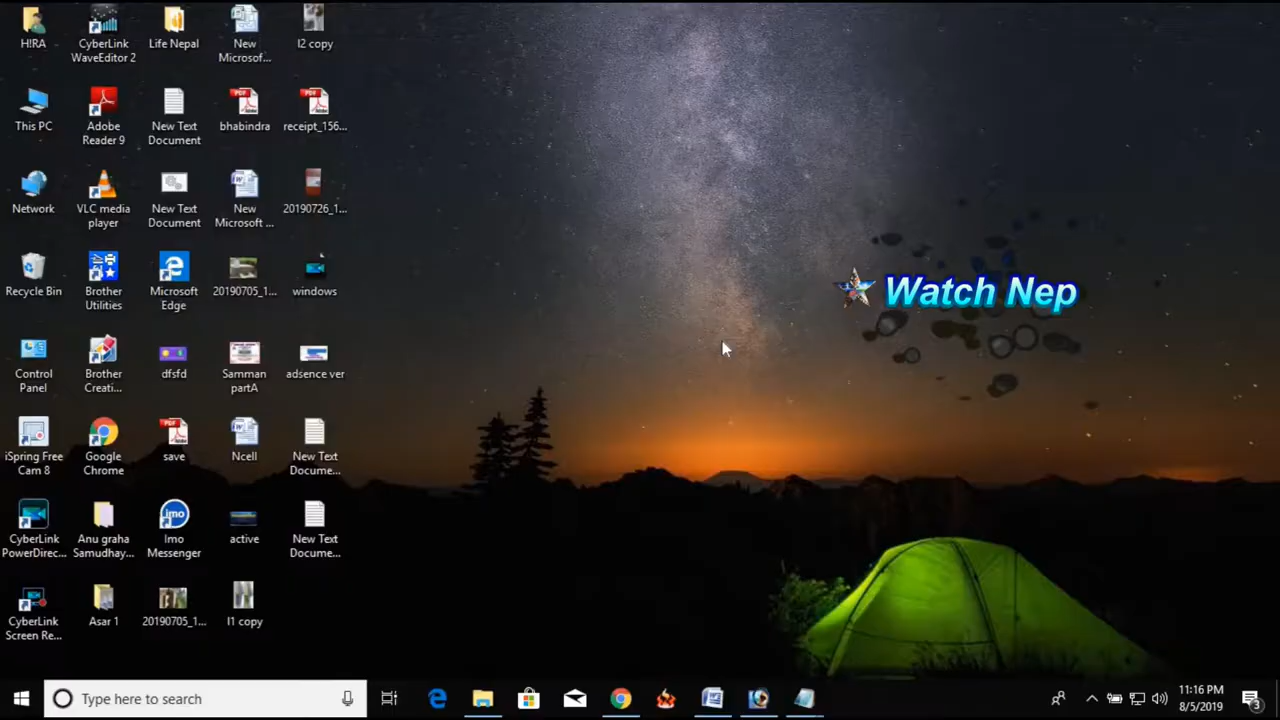 H!RA
CyberLink
WaveEditor 2
Life Nepal
New
Microsof...
I2 copy
This PC
Adobe
Reader 9
New Text
Document
bhabindra
receipt_156...
Network
VLC media
player
New Text
Document
New
Microsoft ...
20190726_1...
Recycle Bin
Brother
Utilities
Microsoft
Edge
20190705_1...
windows
Control
Panel
Brother
Creati...
dfsfd
Samman
partA
adsence ver
iSpring Free
Cam 8
Google
Chrome
save
Ncell
New Text
Docume...
CyberLink
PowerDirec...
Anu graha
Samudhay...
Imo
Messenger
active
New Text
Docume...
CyberLink
Screen Re...
Asar 1
20190705_1...
I1 copy
Watch Nep
Type here to search
11:16 PM
8/5/2019
3